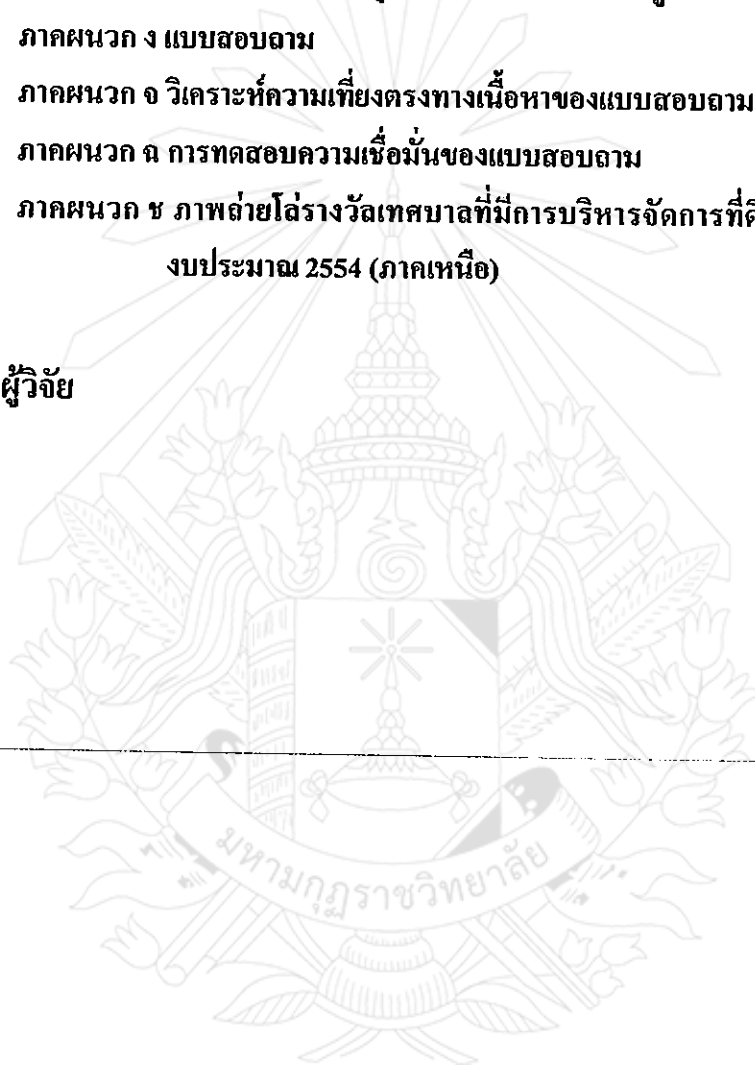 ภาคผนวก ง แบบสอบถาม
ภาคผนวก จ วิเคราะห์ความเที่ยงตรงทางเนื้อหาของแบบสอบถาม
ภาคผนวก ฉ การทดสอบความเชื่อมั่นของแบบสอบถาม
ภาคผนวก ช ภาพถ่ายโล่รางวัลเทศบาลที่มีการบริหารจัดการที่ดี
งบประมาณ 2554 (ภาคเหนือ)
ผู้วิจัย
มหามกุฏราชวิทยาลัย